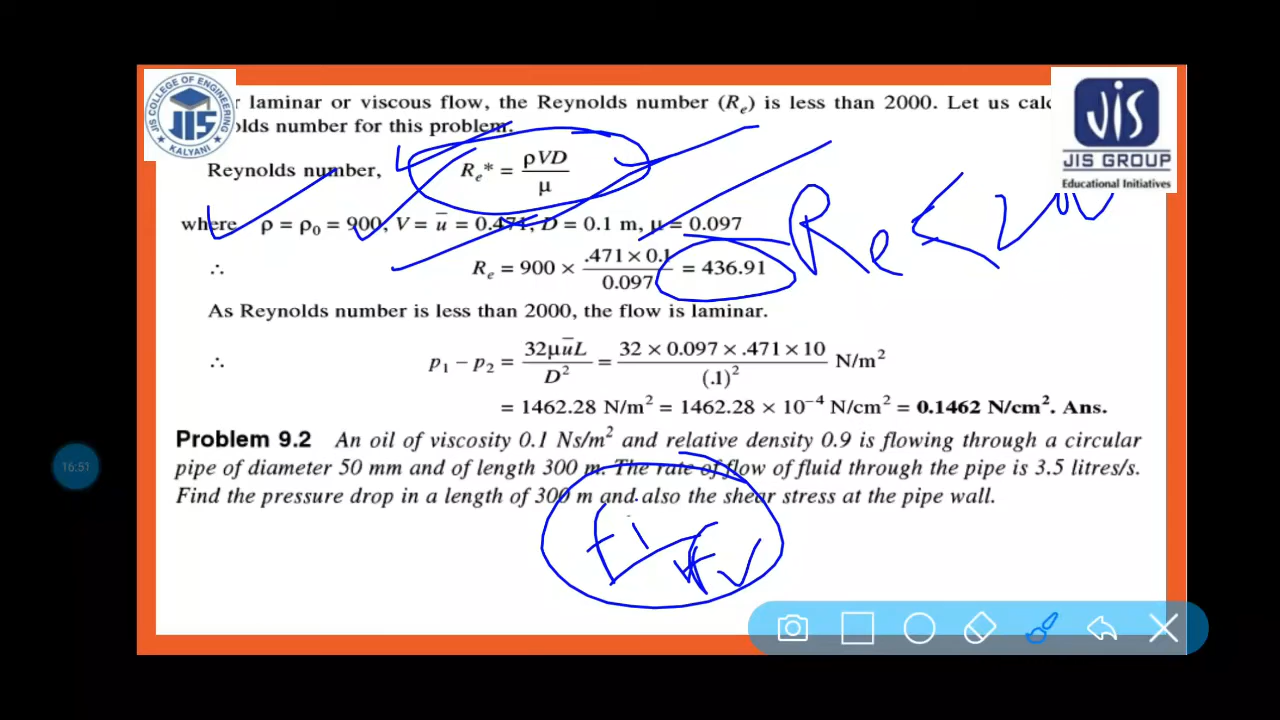 JIS COLLEGE OF ENGINEERING
JIS
KALYANI
laminar or viscous flow, the Reynolds number (Re) is less than 2000. Let us calc
olds number for this problem.
Reynolds number, Re* = ρVD/μ
where ρ = ρ0 = 900, V = ū = 0.471, D = 0.1 m, μ = 0.097
∴ Re = 900 × .471 × 0.1/0.097 = 436.91
Re < 200
As Reynolds number is less than 2000, the flow is laminar.
∴ p1 − p2 = 32μūL/D² = 32 × 0.097 × .471 × 10/(.1)² N/m²
= 1462.28 N/m² = 1462.28 × 10⁻⁴ N/cm² = 0.1462 N/cm². Ans.
Problem 9.2 An oil of viscosity 0.1 Ns/m² and relative density 0.9 is flowing through a circular
pipe of diameter 50 mm and of length 300 m. The rate of flow of fluid through the pipe is 3.5 litres/s.
Find the pressure drop in a length of 300 m and also the shear stress at the pipe wall.
jis
JIS GROUP
Educational Initiatives
16:51